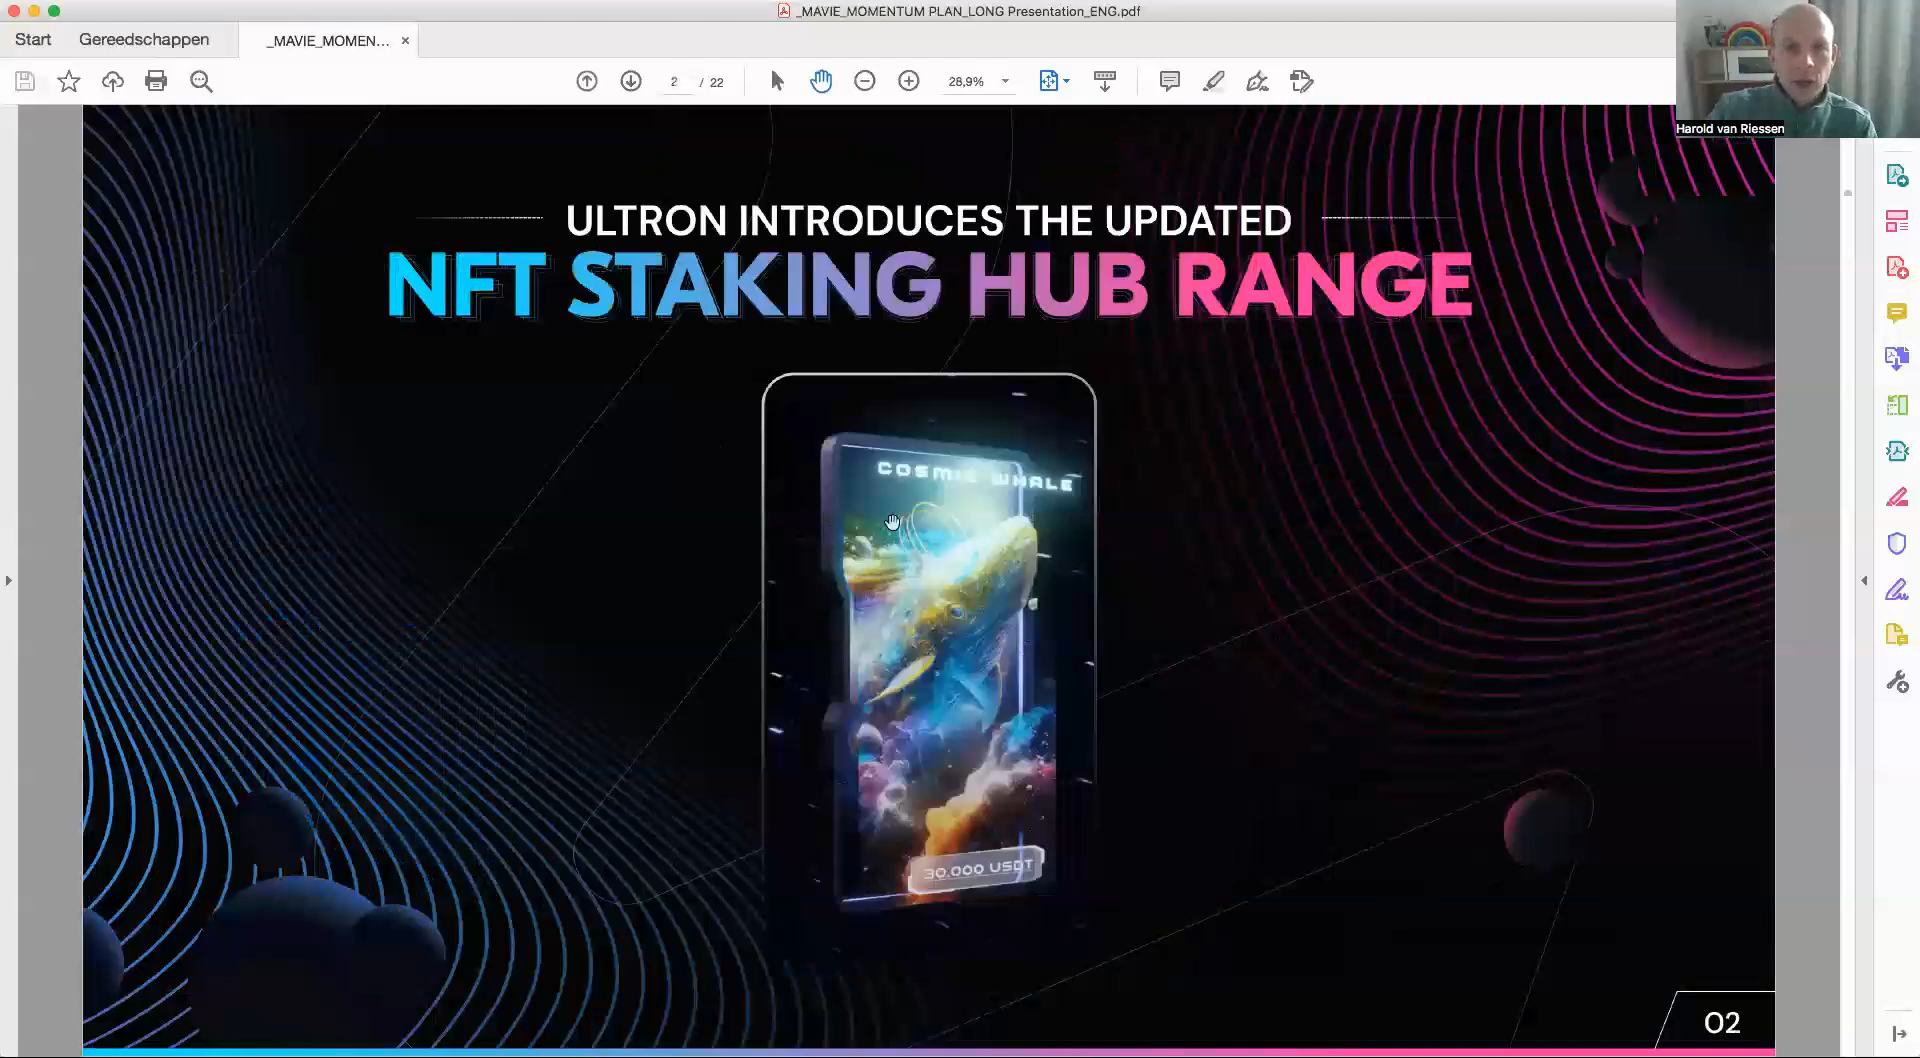 _MAVIE_MOMENTUM PLAN_LONG Presentation_ENG.pdf
Start
Gereedschappen
_MAVIE_MOMEN...
2 / 22
28,9%
Harold van Riessen
ULTRON INTRODUCES THE UPDATED
NFT STAKING HUB RANGE
COSMIC WHALE
30.000 USDT
02